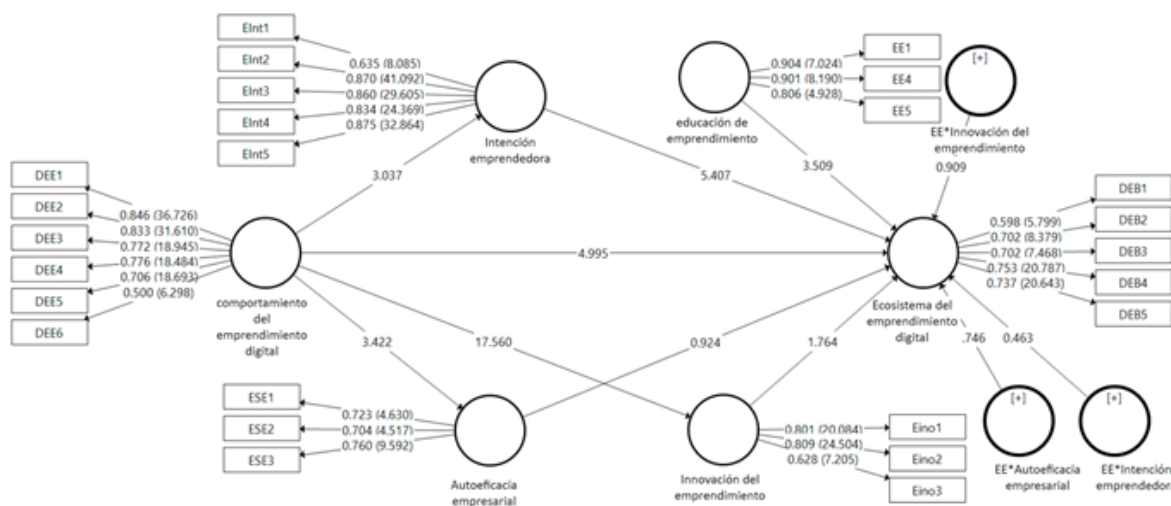 EInt1
EInt2
EInt3
EInt4
EInt5
0.635 (8.085)
0.870 (41.092)
0.860 (29.605)
0.834 (24.369)
0.875 (32.864)
Intención
emprendedora
educación de
emprendimiento
0.904 (7.024)
0.901 (8.190)
0.806 (4.928)
EE1
EE4
EE5
[+]
EE*Innovación del
emprendimiento
3.037
5.407
3.509
0.909
DEE1
DEE2
DEE3
DEE4
DEE5
DEE6
0.846 (36.726)
0.833 (31.610)
0.772 (18.945)
0.776 (18.484)
0.706 (18.693)
0.500 (6.298)
comportamiento
del
emprendimiento
digital
4.995
Ecosistema del
emprendimiento
digital
0.598 (5.799)
0.702 (8.379)
0.702 (7.468)
0.753 (20.787)
0.737 (20.643)
DEB1
DEB2
DEB3
DEB4
DEB5
3.422
17.560
0.924
1.764
.746
0.463
ESE1
ESE2
ESE3
0.723 (4.630)
0.704 (4.517)
0.760 (9.592)
Autoeficacia
empresarial
Innovación del
emprendimiento
0.801 (20.084)
0.809 (24.504)
0.628 (7.205)
Eino1
Eino2
Eino3
[+]
EE*Autoeficacia
empresarial
[+]
EE*Intención
emprendedora